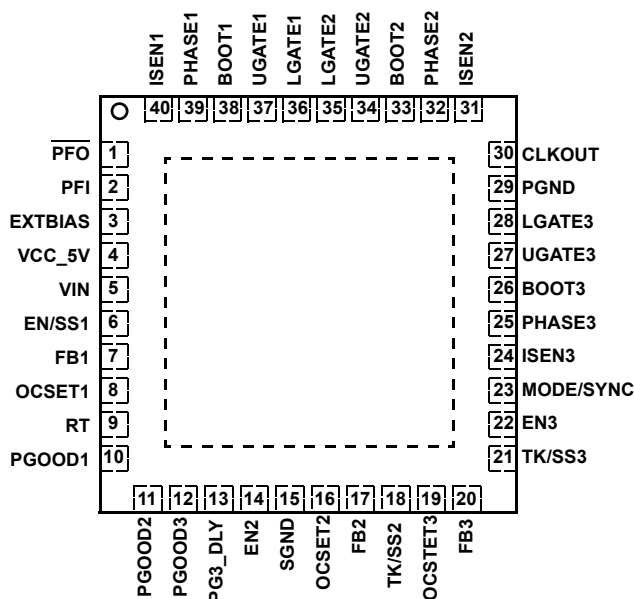 ISEN1
PHASE1
BOOT1
UGATE1
LGATE1
LGATE2
UGATE2
BOOT2
PHASE2
ISEN2
40 39 38 37 36 35 34 33 32 31
PFO 1
PFI 2
EXTBIAS 3
VCC_5V 4
VIN 5
EN/SS1 6
FB1 7
OCSET1 8
RT 9
PGOOD1 10
30 CLKOUT
29 PGND
28 LGATE3
27 UGATE3
26 BOOT3
25 PHASE3
24 ISEN3
23 MODE/SYNC
22 EN3
21 TK/SS3
11 12 13 14 15 16 17 18 19 20
PGOOD2
PGOOD3
PG3_DLY
EN2
SGND
OCSET2
FB2
TK/SS2
OCSTET3
FB3